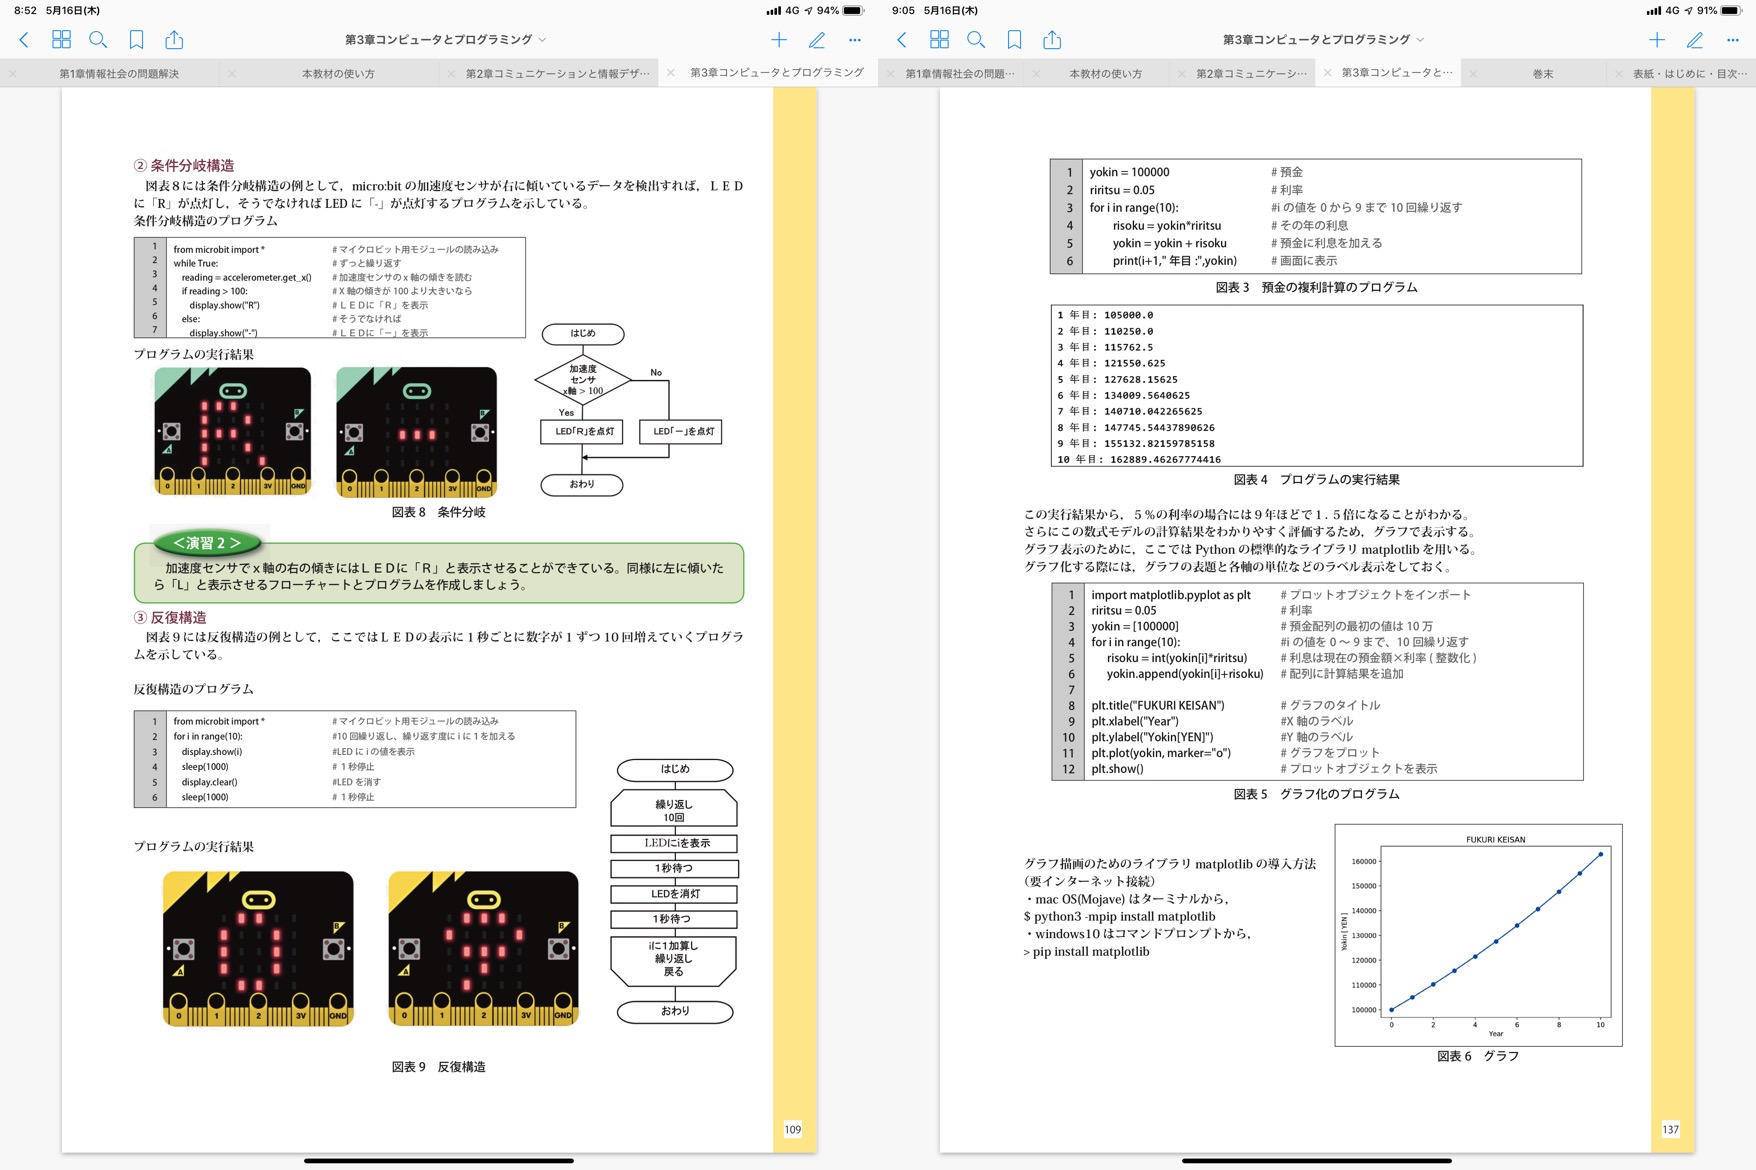 8:52 5月16日(木)
4G 94%
第3章コンピュータとプログラミング
第1章情報社会の問題解決
本教材の使い方
第2章コミュニケーションと情報デザ…
第3章コンピュータとプログラミング
② 条件分岐構造
図表８には条件分岐構造の例として，micro:bit の加速度センサが右に傾いているデータを検出すれば，ＬＥＤ
に「R」が点灯し，そうでなければ LED に「-」が点灯するプログラムを示している。
条件分岐構造のプログラム
1 from microbit import * # マイクロビット用モジュールの読み込み
2 while True: # ずっと繰り返す
3 reading = accelerometer.get_x() # 加速度センサのｘ軸の傾きを読む
4 if reading > 100: # Ｘ軸の傾きが 100 より大きいなら
5 display.show("R") # ＬＥＤに「Ｒ」を表示
6 else: # そうでなければ
7 display.show("-") # ＬＥＤに「－」を表示
プログラムの実行結果
A
B
0 1 2 3V GND
A
B
0 1 2 3V GND
はじめ
加速度
センサ
x軸 > 100
No
Yes
LED「R」を点灯
LED「－」を点灯
おわり
図表８　条件分岐
＜演習２＞
加速度センサでｘ軸の右の傾きにはＬＥＤに「Ｒ」と表示させることができている。同様に左に傾いた
ら「L」と表示させるフローチャートとプログラムを作成しましょう。
③ 反復構造
図表９には反復構造の例として，ここではＬＥＤの表示に１秒ごとに数字が１ずつ 10 回増えていくプログラ
ムを示している。
反復構造のプログラム
1 from microbit import * # マイクロビット用モジュールの読み込み
2 for i in range(10): #10 回繰り返し、繰り返す度に i に 1 を加える
3 display.show(i) #LED に i の値を表示
4 sleep(1000) # １秒停止
5 display.clear() #LED を消す
6 sleep(1000) # １秒停止
プログラムの実行結果
A
B
0 1 2 3V GND
A
B
0 1 2 3V GND
はじめ
繰り返し
10回
LEDにiを表示
1秒待つ
LEDを消灯
1秒待つ
iに１加算し
繰り返し
戻る
おわり
図表９　反復構造
109
9:05 5月16日(木)
4G 91%
第3章コンピュータとプログラミング
第1章情報社会の問題…
本教材の使い方
第2章コミュニケーシ…
第3章コンピュータと…
巻末
表紙・はじめに・目次…
1 yokin = 100000 # 預金
2 riritsu = 0.05 # 利率
3 for i in range(10): #i の値を 0 から 9 まで 10 回繰り返す
4 risoku = yokin*riritsu # その年の利息
5 yokin = yokin + risoku # 預金に利息を加える
6 print(i+1," 年目 :",yokin) # 画面に表示
図表３　預金の複利計算のプログラム
1 年目: 105000.0
2 年目: 110250.0
3 年目: 115762.5
4 年目: 121550.625
5 年目: 127628.15625
6 年目: 134009.5640625
7 年目: 140710.042265625
8 年目: 147745.54437890626
9 年目: 155132.82159785158
10 年目: 162889.46267774416
図表４　プログラムの実行結果
この実行結果から，５％の利率の場合には９年ほどで１.５倍になることがわかる。
さらにこの数式モデルの計算結果をわかりやすく評価するため，グラフで表示する。
グラフ表示のために，ここでは Python の標準的なライブラリ matplotlib を用いる。
グラフ化する際には，グラフの表題と各軸の単位などのラベル表示をしておく。
1 import matplotlib.pyplot as plt # プロットオブジェクトをインポート
2 riritsu = 0.05 # 利率
3 yokin = [100000] # 預金配列の最初の値は 10 万
4 for i in range(10): #i の値を 0 ～ 9 まで、10 回繰り返す
5 risoku = int(yokin[i]*riritsu) # 利息は現在の預金額×利率 ( 整数化 )
6 yokin.append(yokin[i]+risoku) # 配列に計算結果を追加
7
8 plt.title("FUKURI KEISAN") # グラフのタイトル
9 plt.xlabel("Year") #X 軸のラベル
10 plt.ylabel("Yokin[YEN]") #Y 軸のラベル
11 plt.plot(yokin, marker="o") # グラフをプロット
12 plt.show() # プロットオブジェクトを表示
図表５　グラフ化のプログラム
グラフ描画のためのライブラリ matplotlib の導入方法
（要インターネット接続）
・mac OS(Mojave) はターミナルから，
$ python3 -mpip install matplotlib
・windows10 はコマンドプロンプトから，
> pip install matplotlib
FUKURI KEISAN
160000
150000
140000
130000
120000
110000
100000
Yokin [ YEN ]
0 2 4 6 8 10
Year
図表６　グラフ
137